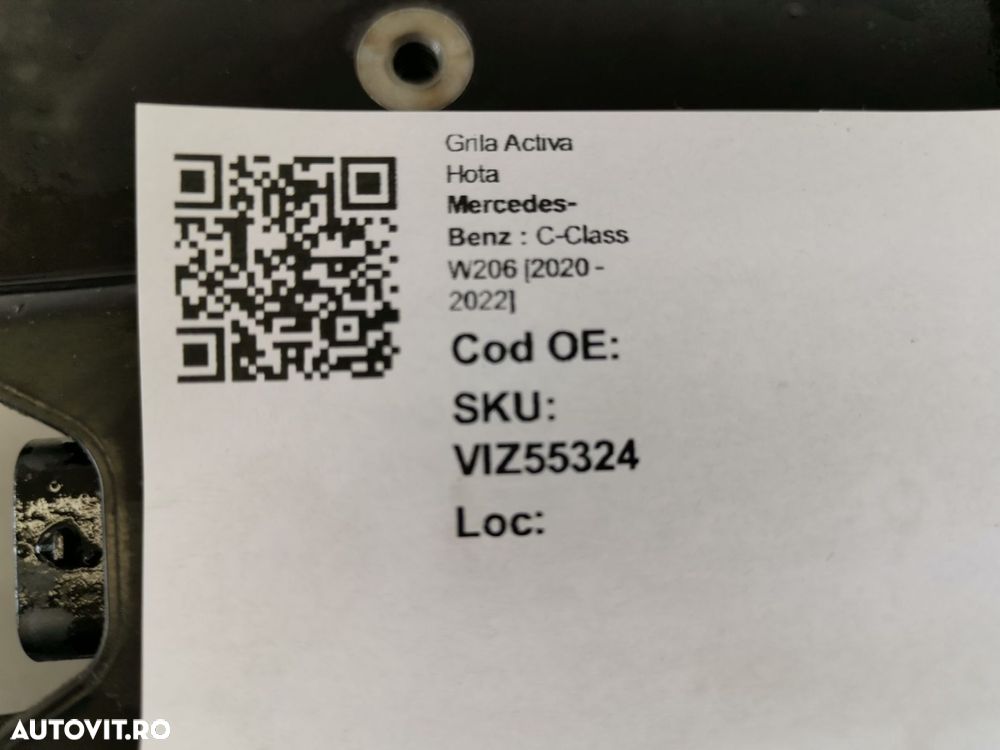 Grila Activa
Hota
Mercedes-
Benz : C-Class
W206 [2020 -
2022]
Cod OE:
SKU:
VIZ55324
Loc:
AUTOVIT.RO